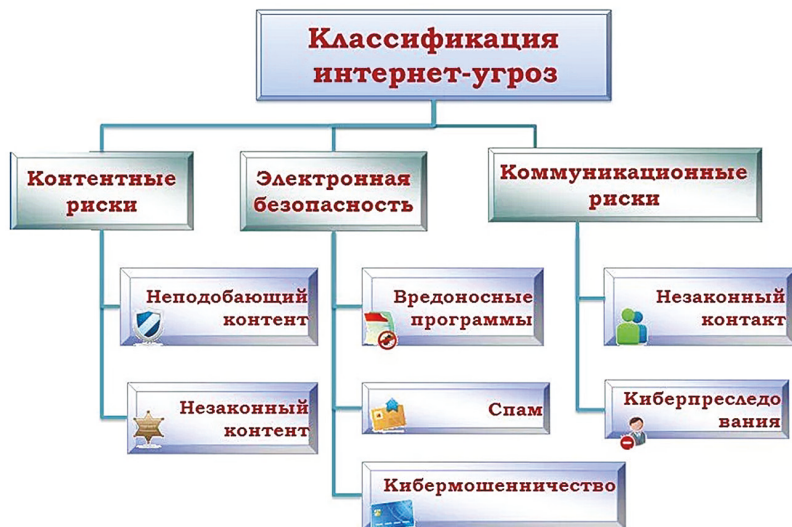 Классификация
интернет-угроз
Контентные
риски
Электронная
безопасность
Коммуникационные
риски
Неподобающий
контент
Незаконный
контент
Вредоносные
программы
Спам
Кибермошенничество
Незаконный
контакт
Киберпреследо
вания